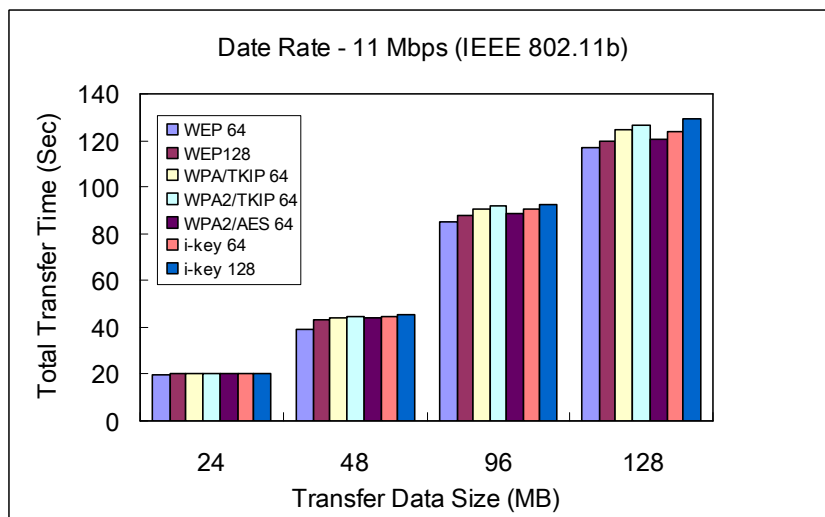 Date Rate - 11 Mbps (IEEE 802.11b)
Total Transfer Time (Sec)
140
120
100
80
60
40
20
0
WEP 64
WEP128
WPA/TKIP 64
WPA2/TKIP 64
WPA2/AES 64
i-key 64
i-key 128
24 48 96 128
Transfer Data Size (MB)